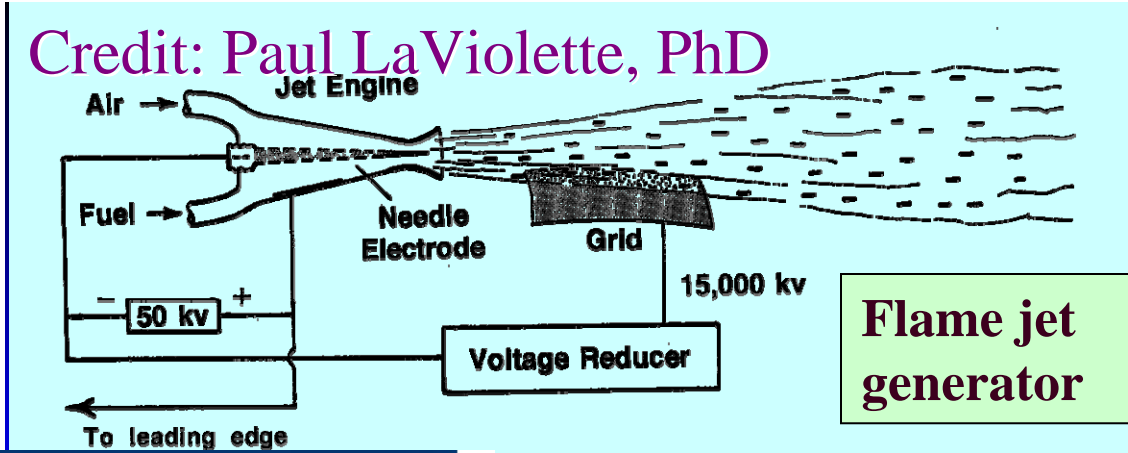 Credit: Paul LaViolette, PhD
Jet Engine
Air
Fuel
Needle
Electrode
Grid
15,000 kv
− 50 kv +
Voltage Reducer
To leading edge
Flame jet
generator